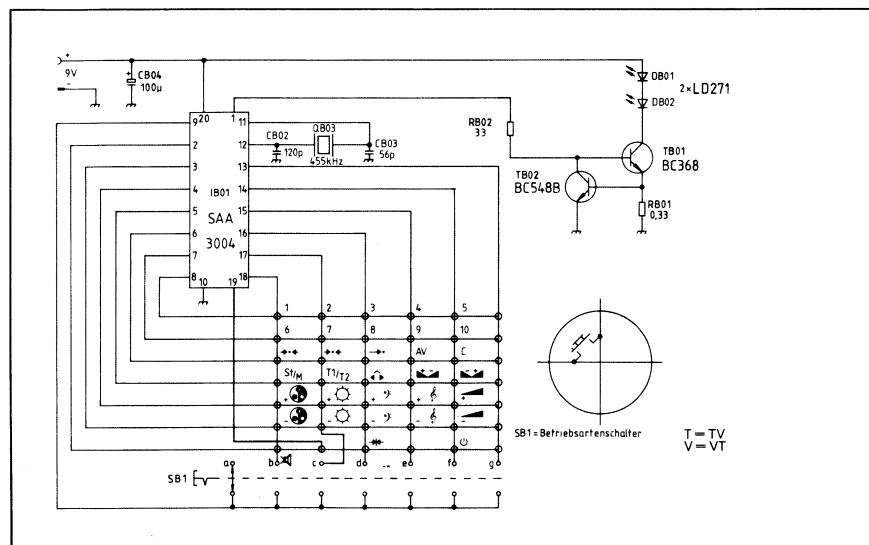 +
9V
-
CB04
100µ
+
9 20 1 11
2 12
3 13
4 14
5 15
6 16
7 17
8 10 19 18
IB01
SAA
3004
CB02
120p
QB03
455kHz
CB03
56p
RB02
33
DB01
2×LD271
DB02
TB01
BC368
TB02
BC548B
RB01
0,33
1 2 3 4 5
6 7 8 9 10
AV C
St/M T1/T2
- + - +
+ + + + +
- - - - -
a b c d e f g
SB1
SB1=Betriebsartenschalter
T=TV
V=VT